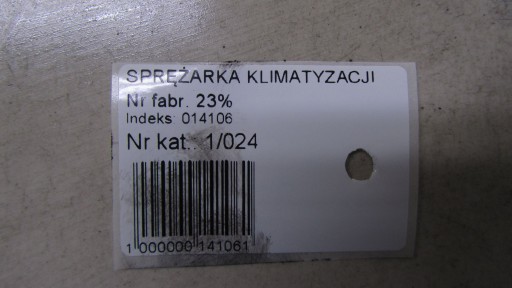 SPRĘŻARKA KLIMATYZACJI
Nr fabr. 23%
Indeks: 014106
Nr kat.: 1/024
1 000000 141061